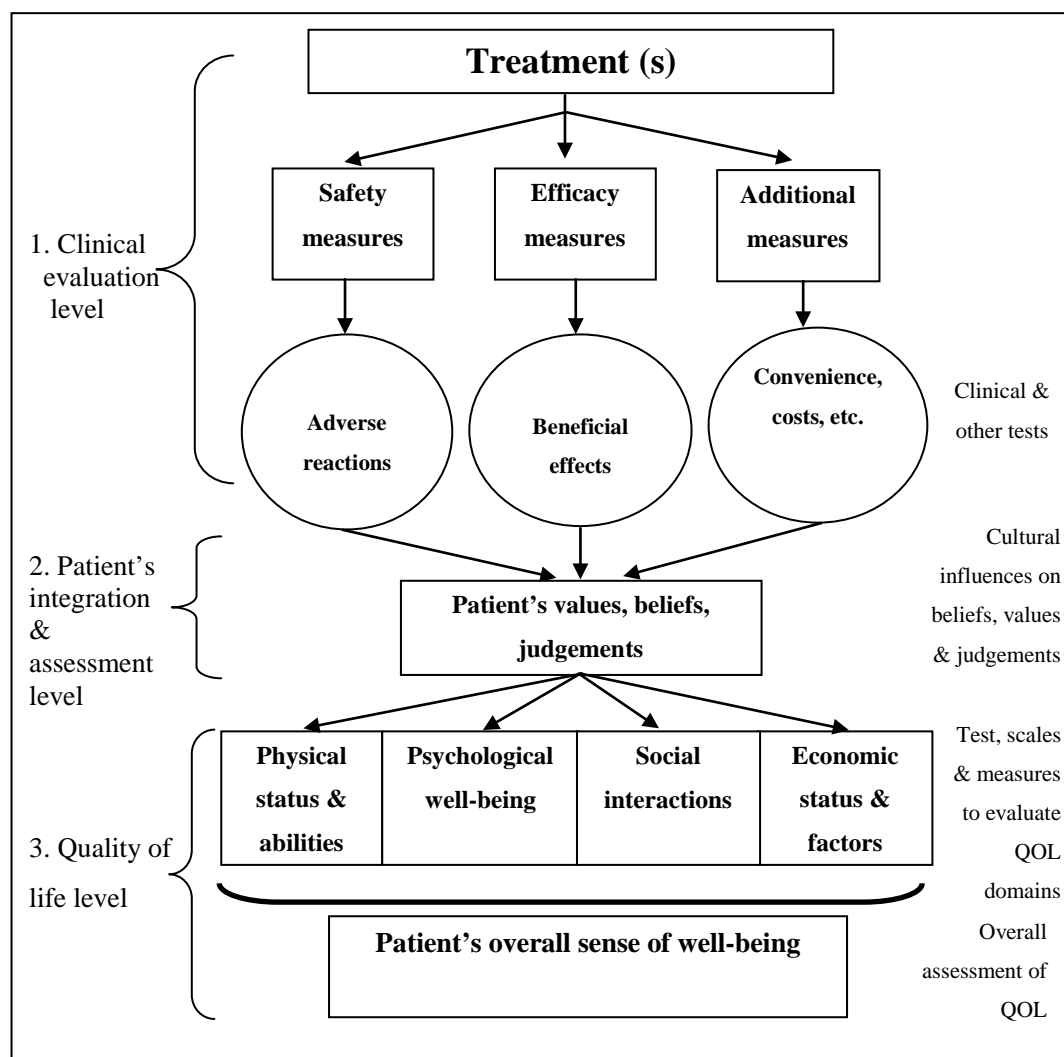 Treatment (s)
Safety
measures
Efficacy
measures
Additional
measures
1. Clinical
evaluation
level
Adverse
reactions
Beneficial
effects
Convenience,
costs, etc.
Clinical &
other tests
2. Patient’s
integration
&
assessment
level
Patient’s values, beliefs,
judgements
Cultural
influences on
beliefs, values
& judgements
3. Quality of
life level
Physical
status &
abilities
Psychological
well-being
Social
interactions
Economic
status &
factors
Test, scales
& measures
to evaluate
QOL
domains
Patient’s overall sense of well-being
Overall
assessment of
QOL